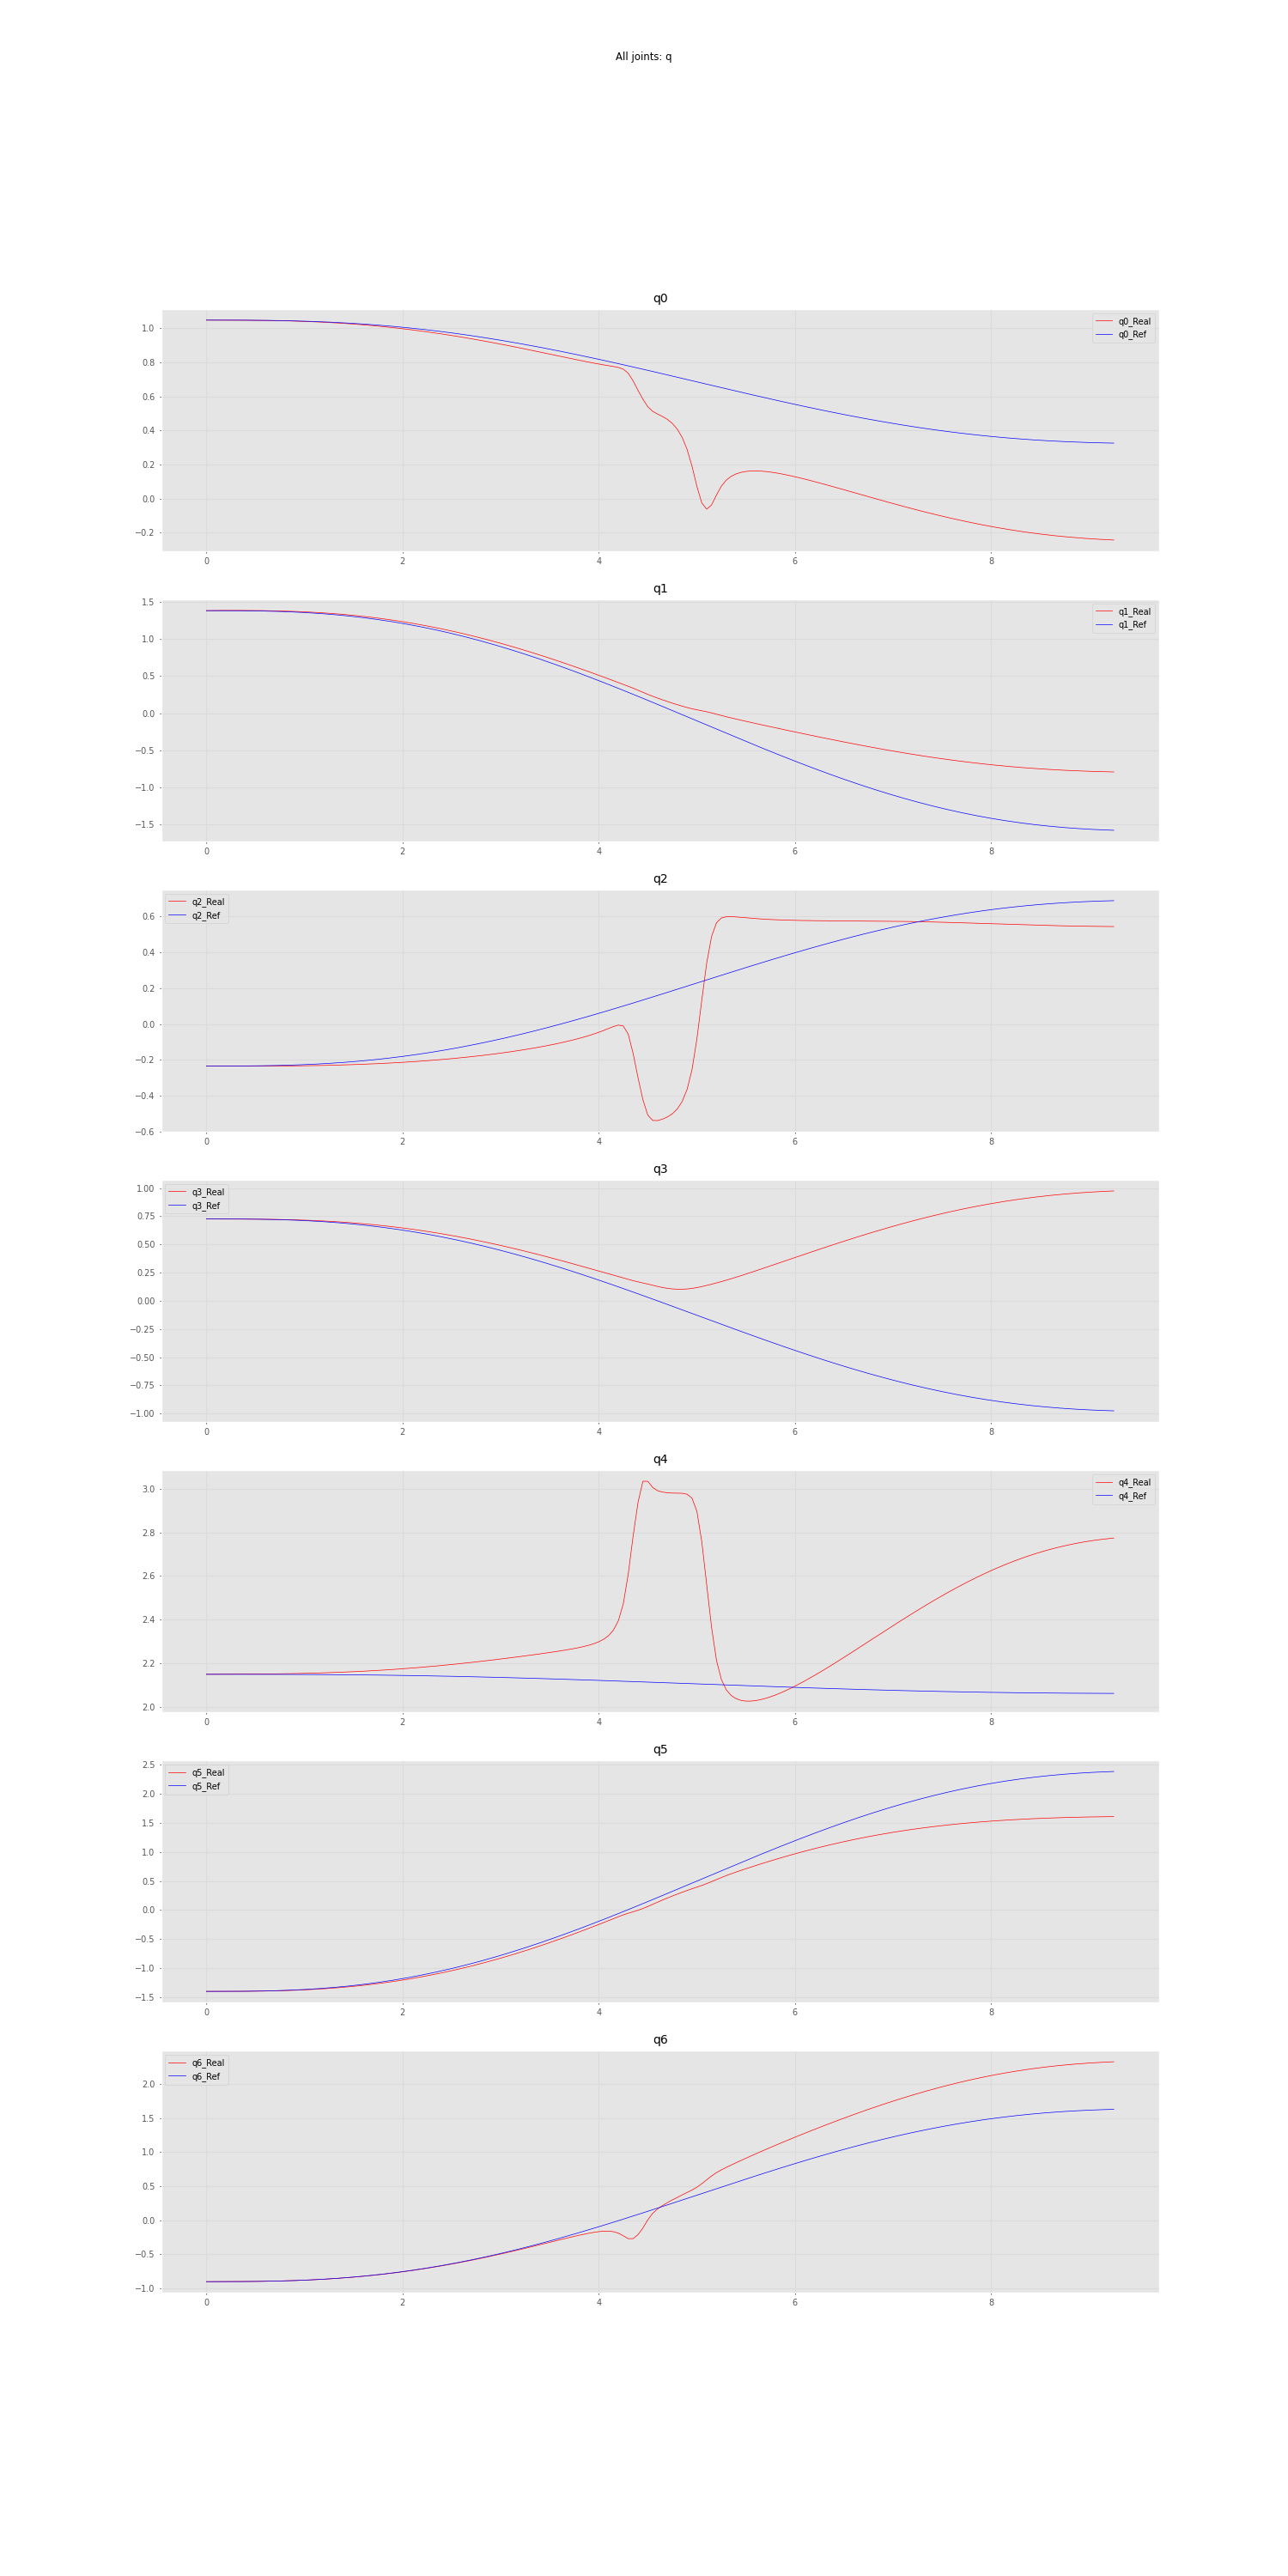 All joints: q
q0
1.0
0.8
0.6
0.4
0.2
0.0
−0.2
q0_Real
q0_Ref
0 2 4 6 8
q1
1.5
1.0
0.5
0.0
−0.5
−1.0
−1.5
q1_Real
q1_Ref
0 2 4 6 8
q2
q2_Real
q2_Ref
0.6
0.4
0.2
0.0
−0.2
−0.4
−0.6
0 2 4 6 8
q3
q3_Real
q3_Ref
1.00
0.75
0.50
0.25
0.00
−0.25
−0.50
−0.75
−1.00
0 2 4 6 8
q4
3.0
2.8
2.6
2.4
2.2
2.0
q4_Real
q4_Ref
0 2 4 6 8
q5
q5_Real
q5_Ref
2.5
2.0
1.5
1.0
0.5
0.0
−0.5
−1.0
−1.5
0 2 4 6 8
q6
q6_Real
q6_Ref
2.0
1.5
1.0
0.5
0.0
−0.5
−1.0
0 2 4 6 8